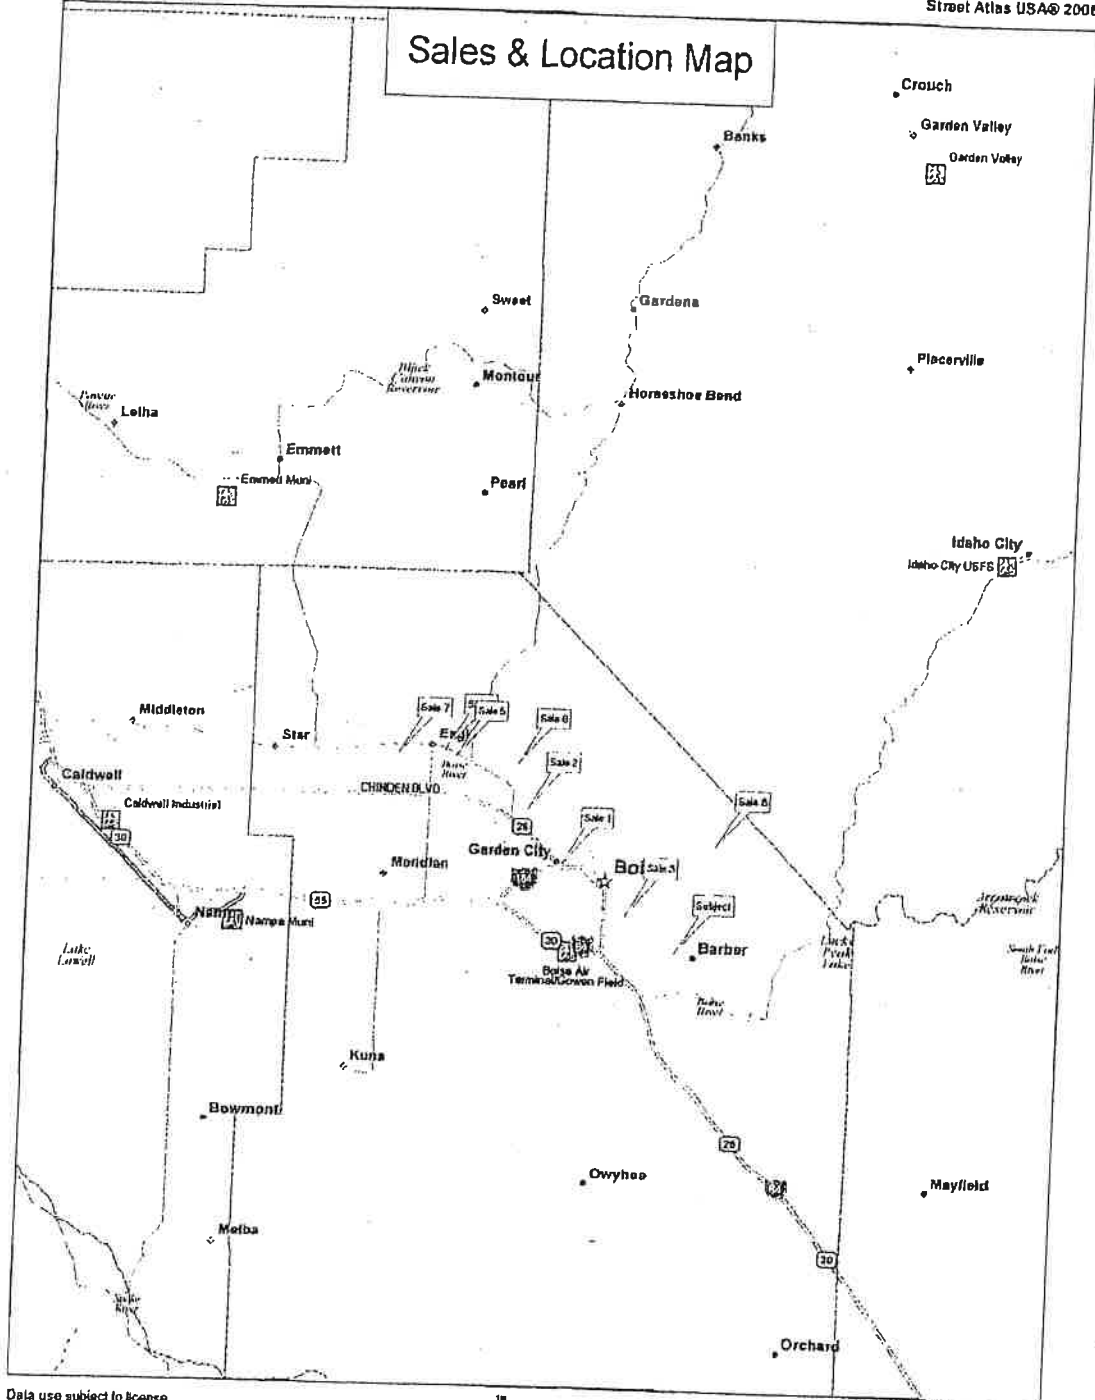 Street Atlas USA® 2006
Sales & Location Map
Crouch
Garden Valley
Garden Valley
Banks
Sweet
Gardena
Placerville
Black
Canyon
Reservoir
Montour
Horseshoe Bend
Payette
River
Letha
Emmett
Emmett Muni
Pearl
Idaho City
Idaho City USFS
Middleton
Star
Sale 7
Sale 5
Sale 6
Boise
River
Sale 2
Caldwell
CHINDEN BLVD
Caldwell Industrial
30
26
Sale 1
Sale 8
Garden City
Meridian
Boi
Sale 3
55
Nampa
Nampa Muni
Subject
Arrowrock
Reservoir
Lake
Lowell
30
Barber
Lucky
Peak
Lake
South Fork
Boise
River
Boise Air
Terminal/Gowen Field
Boise
River
Kuna
Bowmont
26
Owyhee
Mayfield
Melba
30
Snake
River
Orchard
Data use subject to license.